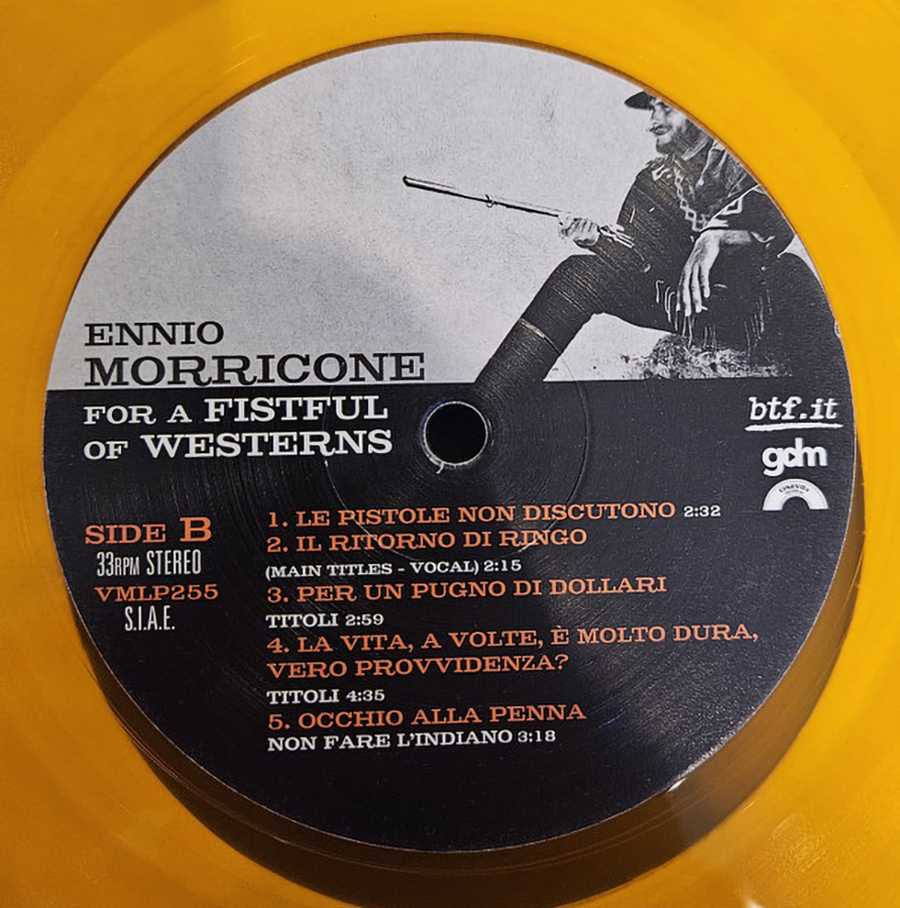 ENNIO
MORRICONE
FOR A FISTFUL
OF WESTERNS
btf.it
gdm
CINEVOX
SIDE B
33RPM STEREO
VMLP255
S.I.A.E.
1. LE PISTOLE NON DISCUTONO 2:32
2. IL RITORNO DI RINGO
(MAIN TITLES - VOCAL) 2:15
3. PER UN PUGNO DI DOLLARI
TITOLI 2:59
4. LA VITA, A VOLTE, È MOLTO DURA,
VERO PROVVIDENZA?
TITOLI 4:35
5. OCCHIO ALLA PENNA
NON FARE L'INDIANO 3:18